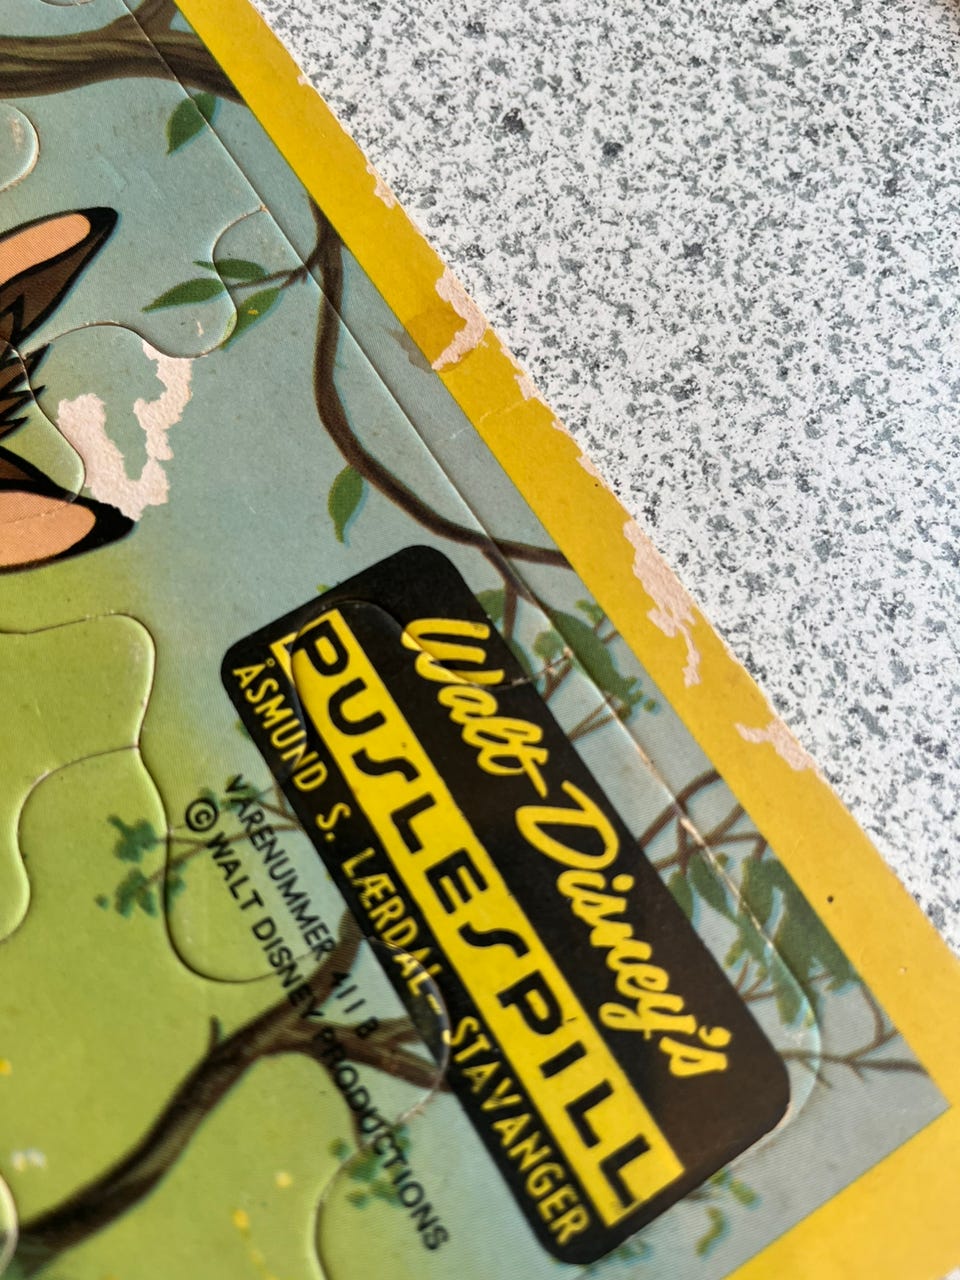 Walt Disney's
PUSLESPILL
ÅSMUND S. LÆRDAL - STAVANGER
VARENUMMER 411 B
© WALT DISNEY PRODUCTIONS